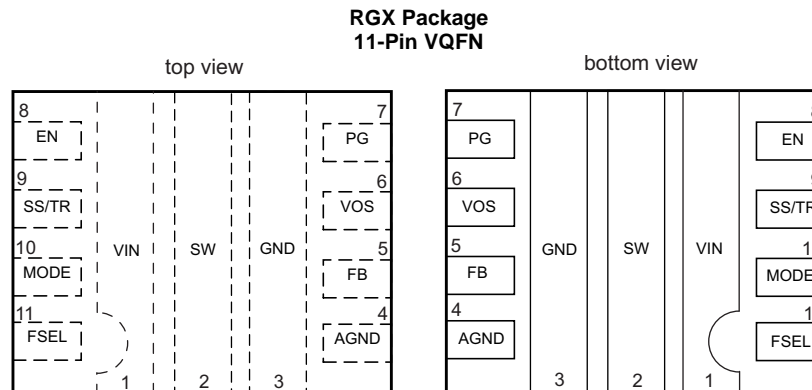 RGX Package
11-Pin VQFN
top view
8
EN
9
SS/TR
10
MODE
11
FSEL
VIN
1
SW
2
GND
3
7
PG
6
VOS
5
FB
4
AGND
bottom view
7
PG
6
VOS
5
FB
4
AGND
GND
3
SW
2
VIN
1
EN
SS/TR
1
MODE
1
FSEL